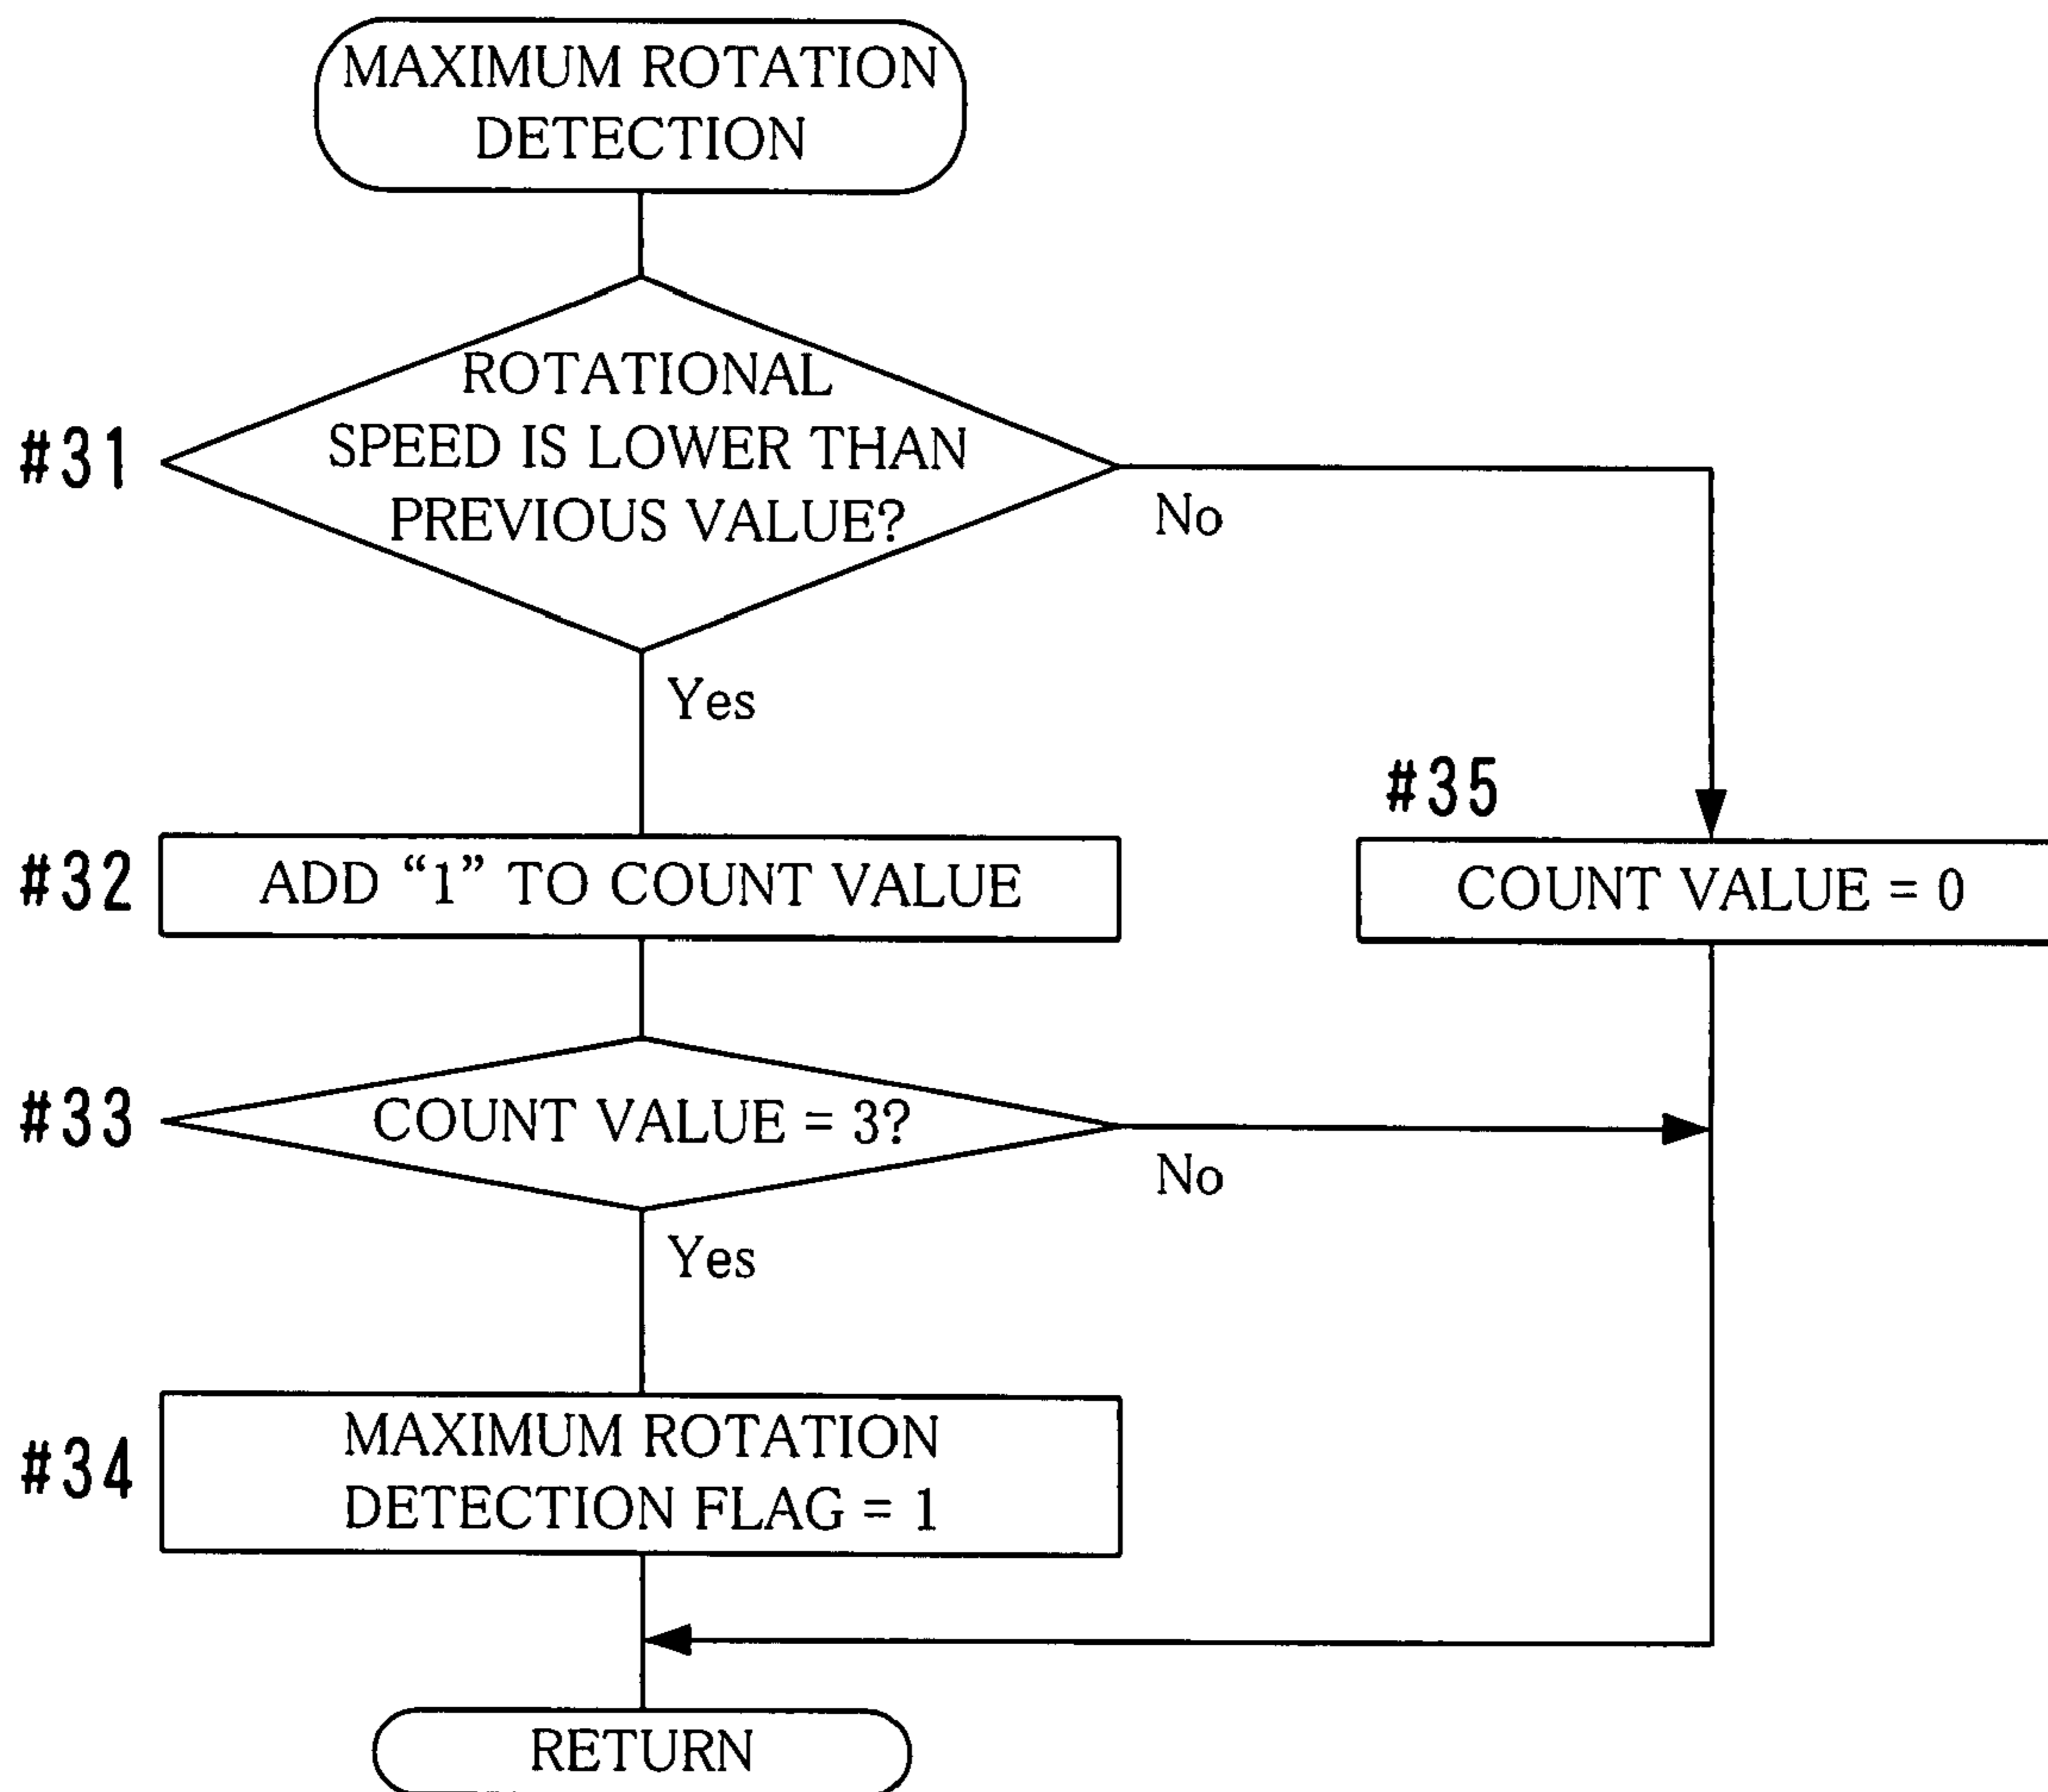 MAXIMUM ROTATION
DETECTION
ROTATIONAL
SPEED IS LOWER THAN
PREVIOUS VALUE?
#31
No
Yes
#35
#32
ADD “1” TO COUNT VALUE
COUNT VALUE = 0
#33
COUNT VALUE = 3?
No
Yes
#34
MAXIMUM ROTATION
DETECTION FLAG = 1
RETURN